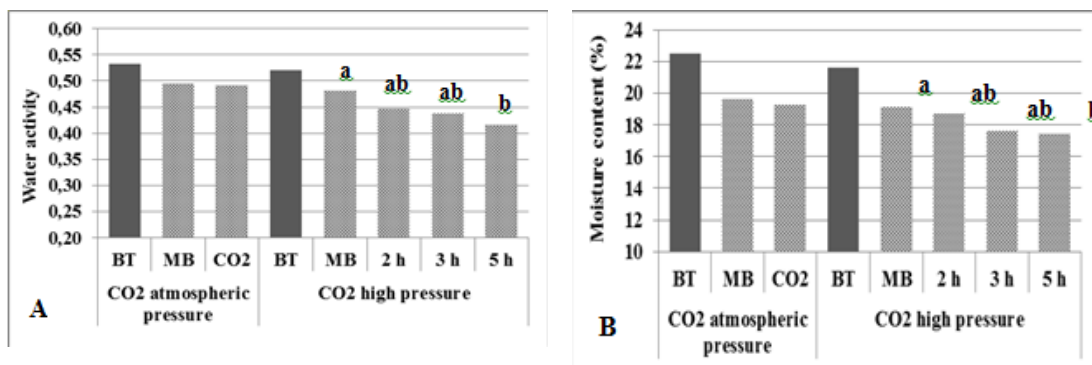 0,60
0,55
0,50
0,45
0,40
0,35
0,30
0,25
0,20
Water activity
a
ab
ab
b
BT MB CO2 BT MB 2 h 3 h 5 h
CO2 atmospheric pressure
CO2 high pressure
A
24
22
20
18
16
14
12
10
Moisture content (%)
a
ab
ab
BT MB CO2 BT MB 2 h 3 h 5 h
CO2 atmospheric pressure
CO2 high pressure
B